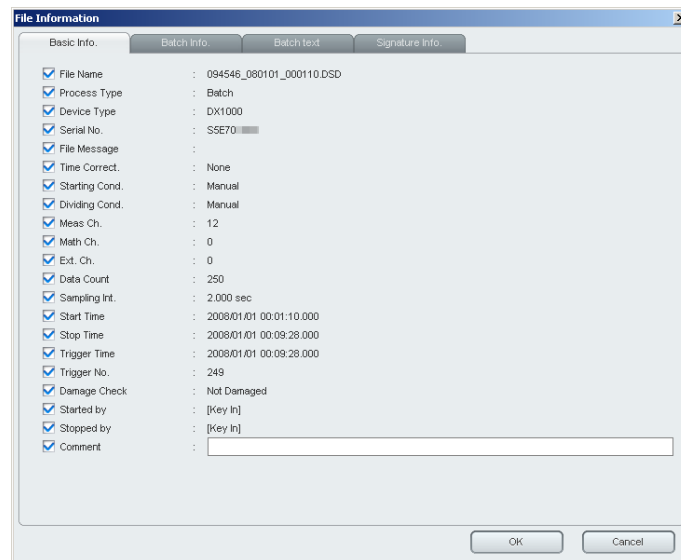 File Information
Basic Info. Batch Info. Batch text Signature Info.
File Name : 094546_080101_000110.DSD
Process Type : Batch
Device Type : DX1000
Serial No. : S5E70
File Message :
Time Correct. : None
Starting Cond. : Manual
Dividing Cond. : Manual
Meas Ch. : 12
Math Ch. : 0
Ext. Ch. : 0
Data Count : 250
Sampling Int. : 2.000 sec
Start Time : 2008/01/01 00:01:10.000
Stop Time : 2008/01/01 00:09:28.000
Trigger Time : 2008/01/01 00:09:28.000
Trigger No. : 249
Damage Check : Not Damaged
Started by : [Key In]
Stopped by : [Key In]
Comment :
OK Cancel